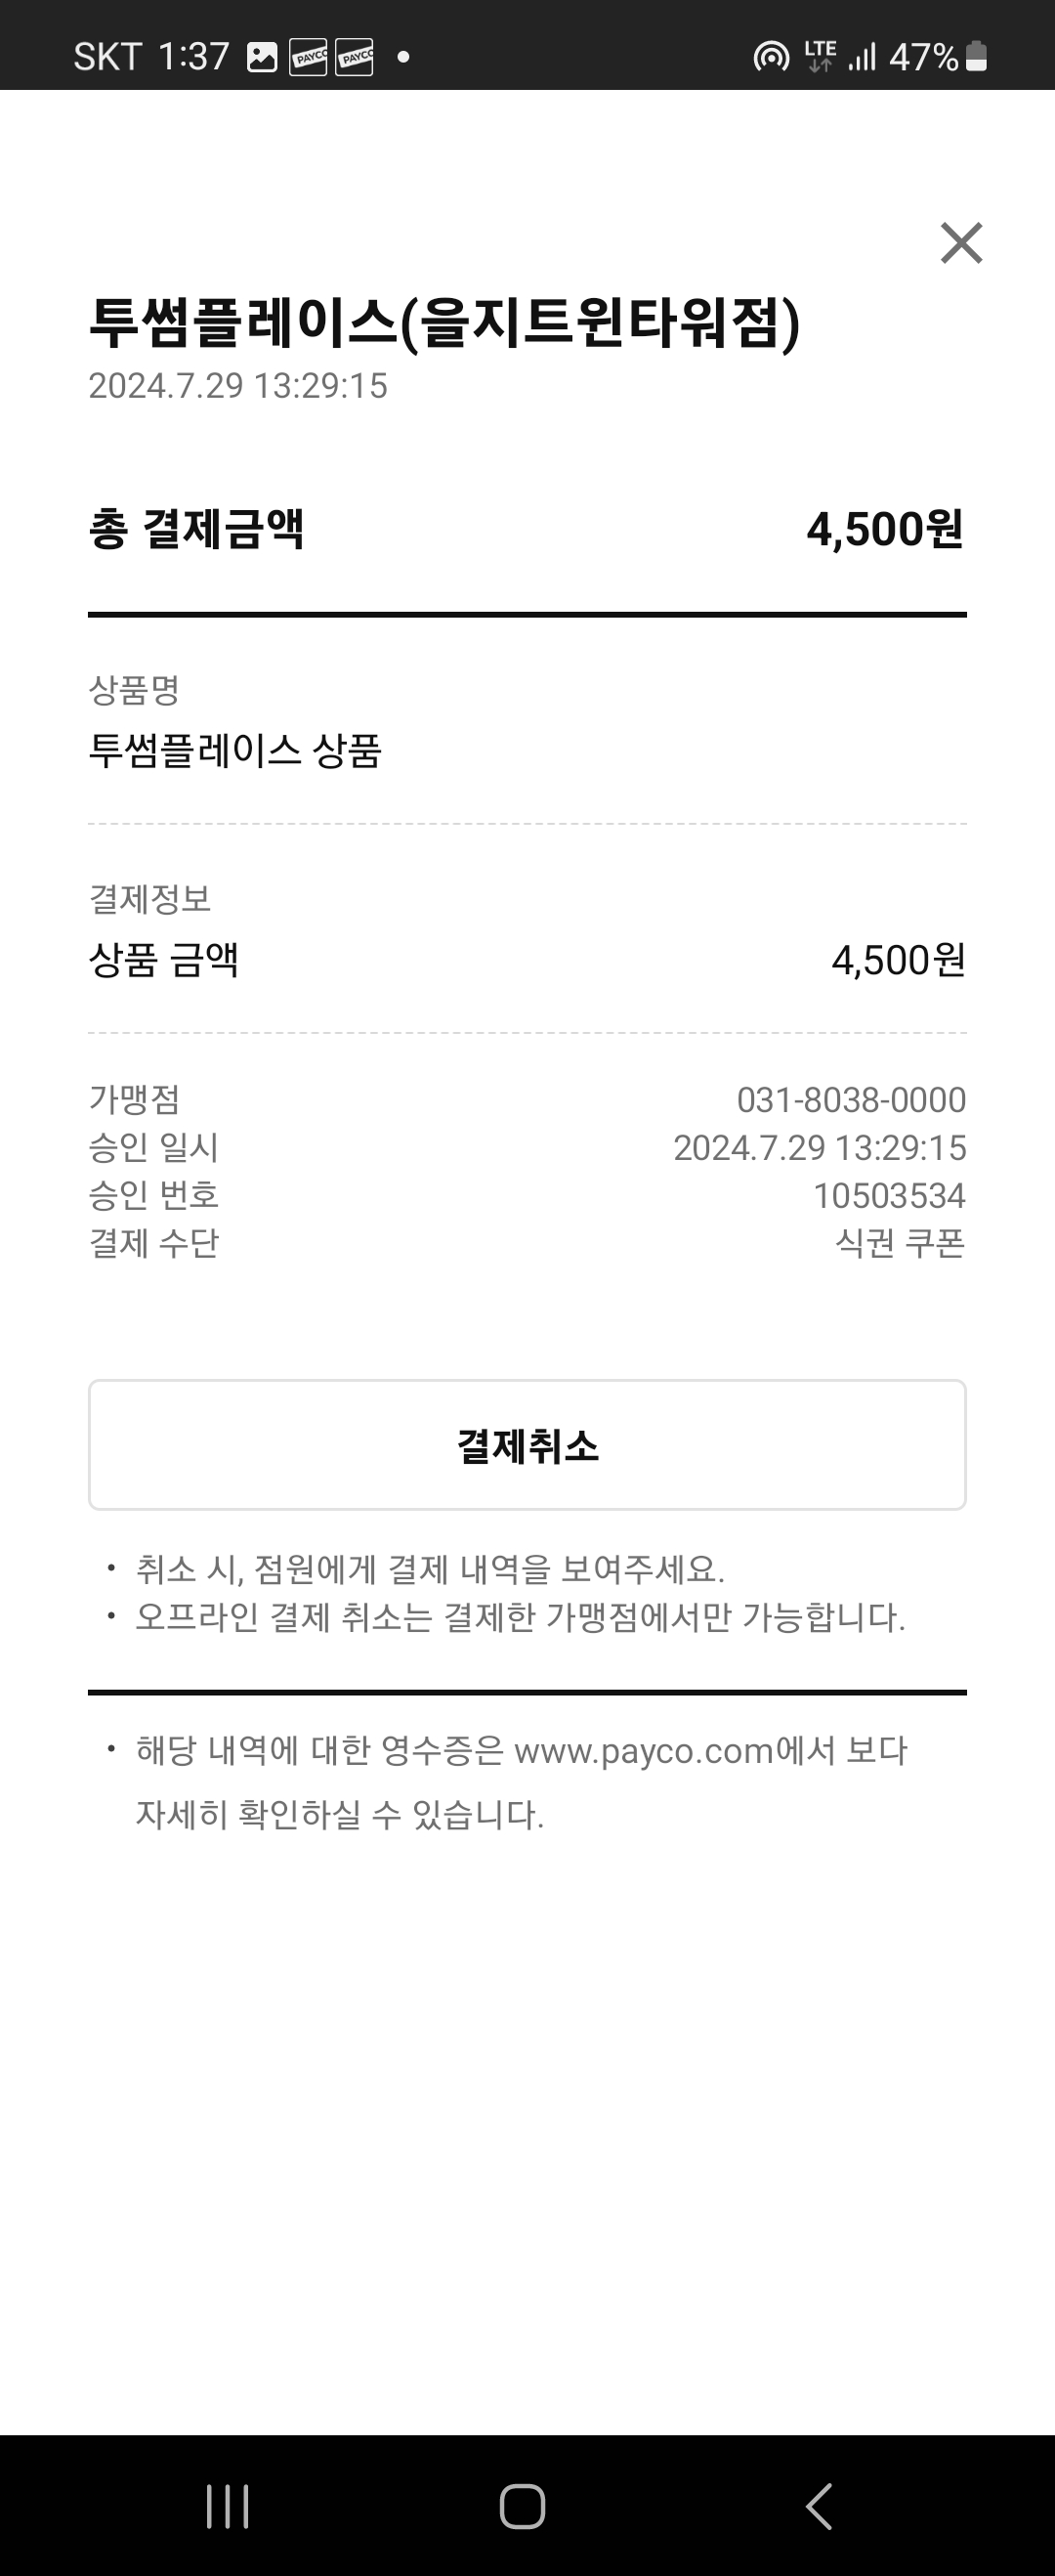 SKT 1:37 PAYCO PAYCO LTE 47%
투썸플레이스(을지트윈타워점)
2024.7.29 13:29:15
총 결제금액 4,500원
상품명
투썸플레이스 상품
결제정보
상품 금액 4,500원
가맹점 031-8038-0000
승인 일시 2024.7.29 13:29:15
승인 번호 10503534
결제 수단 식권 쿠폰
결제취소
• 취소 시, 점원에게 결제 내역을 보여주세요.
• 오프라인 결제 취소는 결제한 가맹점에서만 가능합니다.
• 해당 내역에 대한 영수증은 www.payco.com에서 보다
자세히 확인하실 수 있습니다.